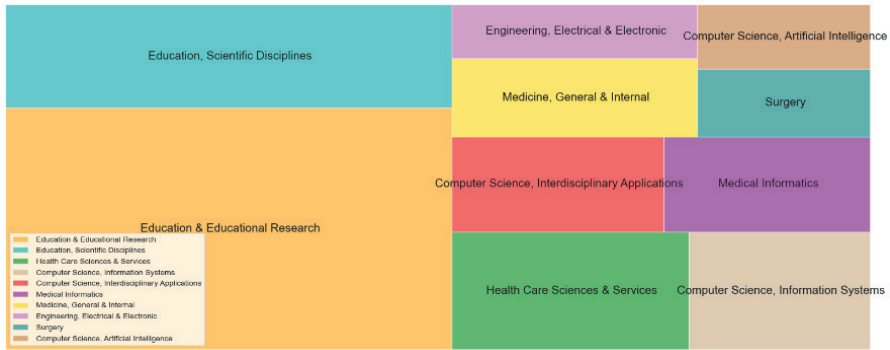 Education, Scientific Disciplines
Engineering, Electrical & Electronic
Computer Science, Artificial Intelligence
Medicine, General & Internal
Surgery
Computer Science, Interdisciplinary Applications
Medical Informatics
Education & Educational Research
Health Care Sciences & Services
Computer Science, Information Systems
Education & Educational Research
Education, Scientific Disciplines
Health Care Sciences & Services
Computer Science, Information Systems
Computer Science, Interdisciplinary Applications
Medical Informatics
Medicine, General & Internal
Engineering, Electrical & Electronic
Surgery
Computer Science, Artificial Intelligence